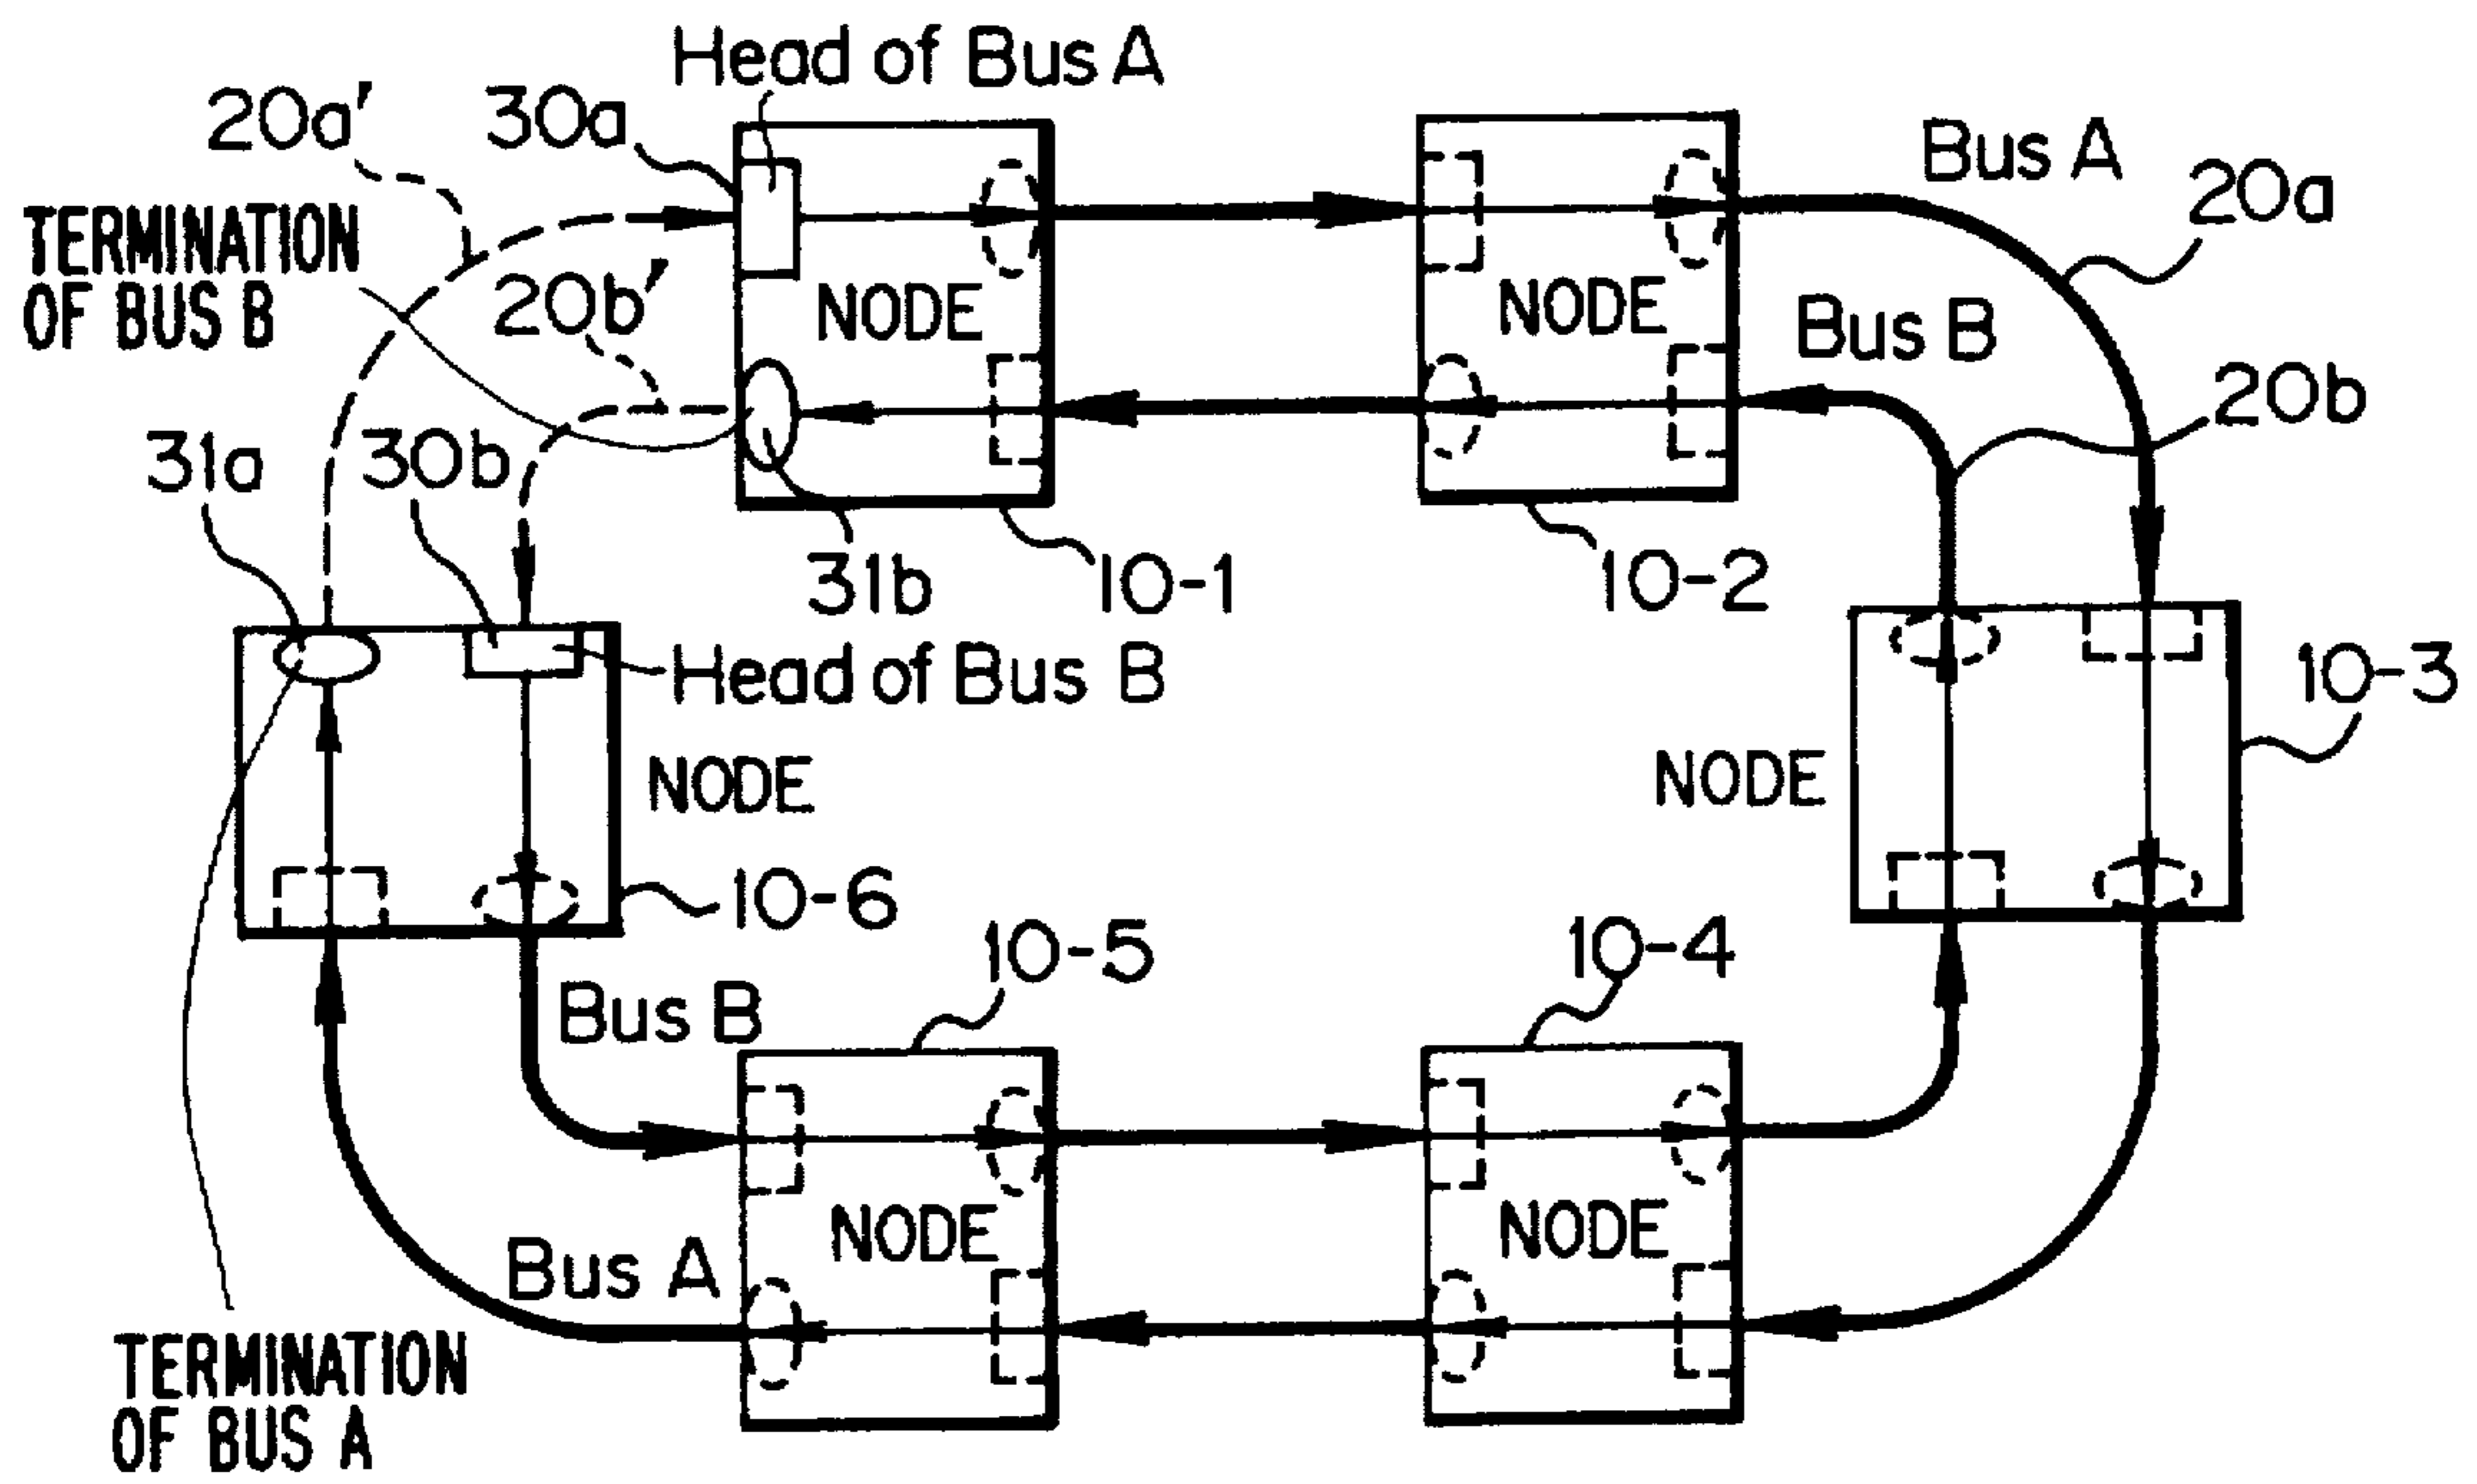 Head of Bus A
20a'
30a
TERMINATION
OF BUS B
20b'
NODE
NODE
Bus A
20a
Bus B
20b
31a
30b
31b
10-1
10-2
Head of Bus B
10-3
NODE
NODE
10-6
10-5
10-4
Bus B
NODE
NODE
Bus A
TERMINATION
OF BUS A